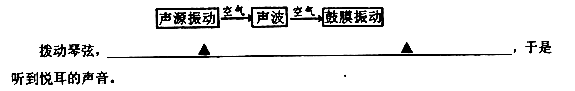 声源振动 空气 声波 空气 鼓膜振动
拨动琴弦，▲ ▲，于是
听到悦耳的声音。